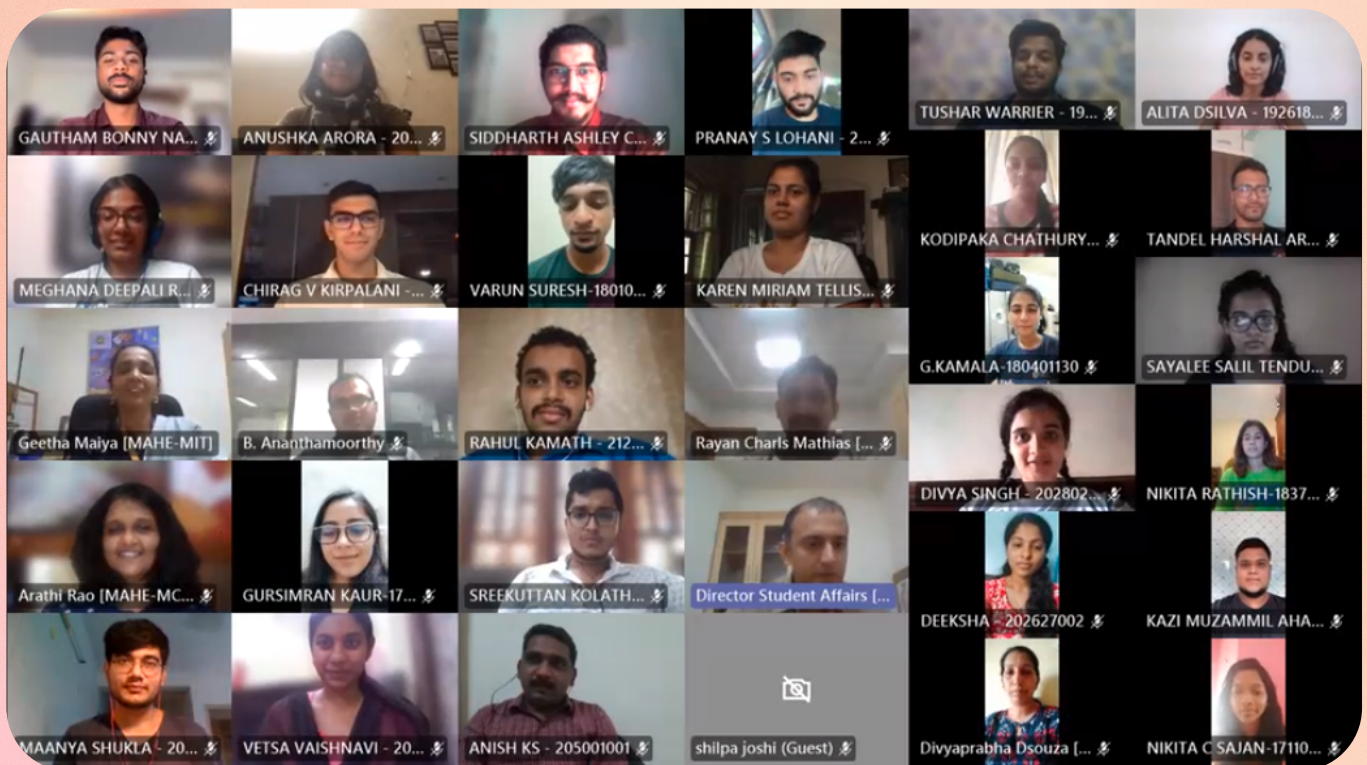 GAUTHAM BONNY NA...
ANUSHKA ARORA - 20...
SIDDHARTH ASHLEY C...
PRANAY S LOHANI - 2...
TUSHAR WARRIER - 19...
ALITA DSILVA - 192618...
KODIPAKA CHATHURY...
TANDEL HARSHAL AR...
MEGHANA DEEPALI R...
CHIRAG V KIRPALANI -...
VARUN SURESH-18010...
KAREN MIRIAM TELLIS...
G.KAMALA-180401130
SAYALEE SALIL TENDU...
Geetha Maiya [MAHE-MIT]
B. Ananthamoorthy
RAHUL KAMATH - 212...
Rayan Charls Mathias [...
DIVYA SINGH - 202802...
NIKITA RATHISH-1837...
Arathi Rao [MAHE-MC...
GURSIMRAN KAUR-17...
SREEKUTTAN KOLATH...
Director Student Affairs [...
DEEKSHA - 202627002
KAZI MUZAMMIL AHA...
MAANYA SHUKLA - 20...
VETSA VAISHNAVI - 20...
ANISH KS - 205001001
shilpa joshi (Guest)
Divyaprabha Dsouza [...
NIKITA C SAJAN-17110...